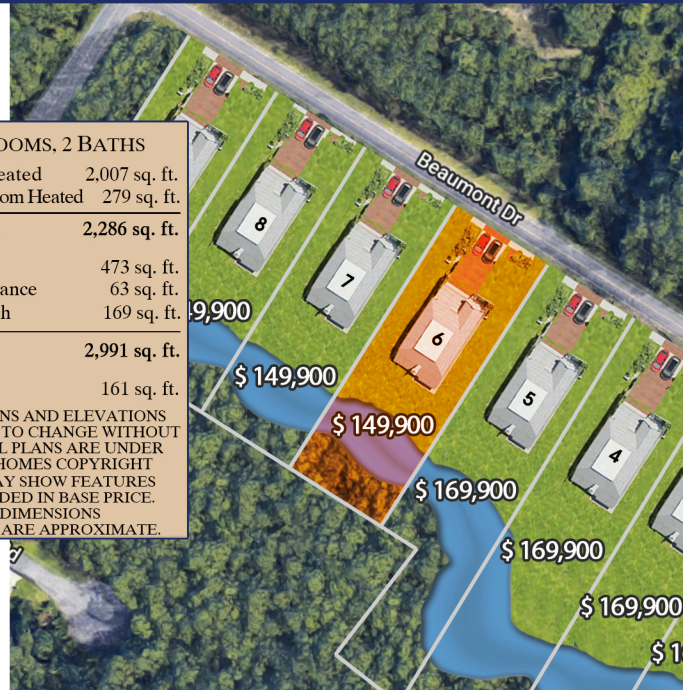 OOMS, 2 BATHS
eated 2,007 sq. ft.
om Heated 279 sq. ft.
2,286 sq. ft.
473 sq. ft.
ance 63 sq. ft.
h 169 sq. ft.
2,991 sq. ft.
161 sq. ft.
NS AND ELEVATIONS
TO CHANGE WITHOUT
L PLANS ARE UNDER
HOMES COPYRIGHT
AY SHOW FEATURES
DED IN BASE PRICE.
DIMENSIONS
ARE APPROXIMATE.
Beaumont Dr
8
7
6
5
4
49,900
$ 149,900
$ 149,900
$ 169,900
$ 169,900
$ 169,900
$ 1
d